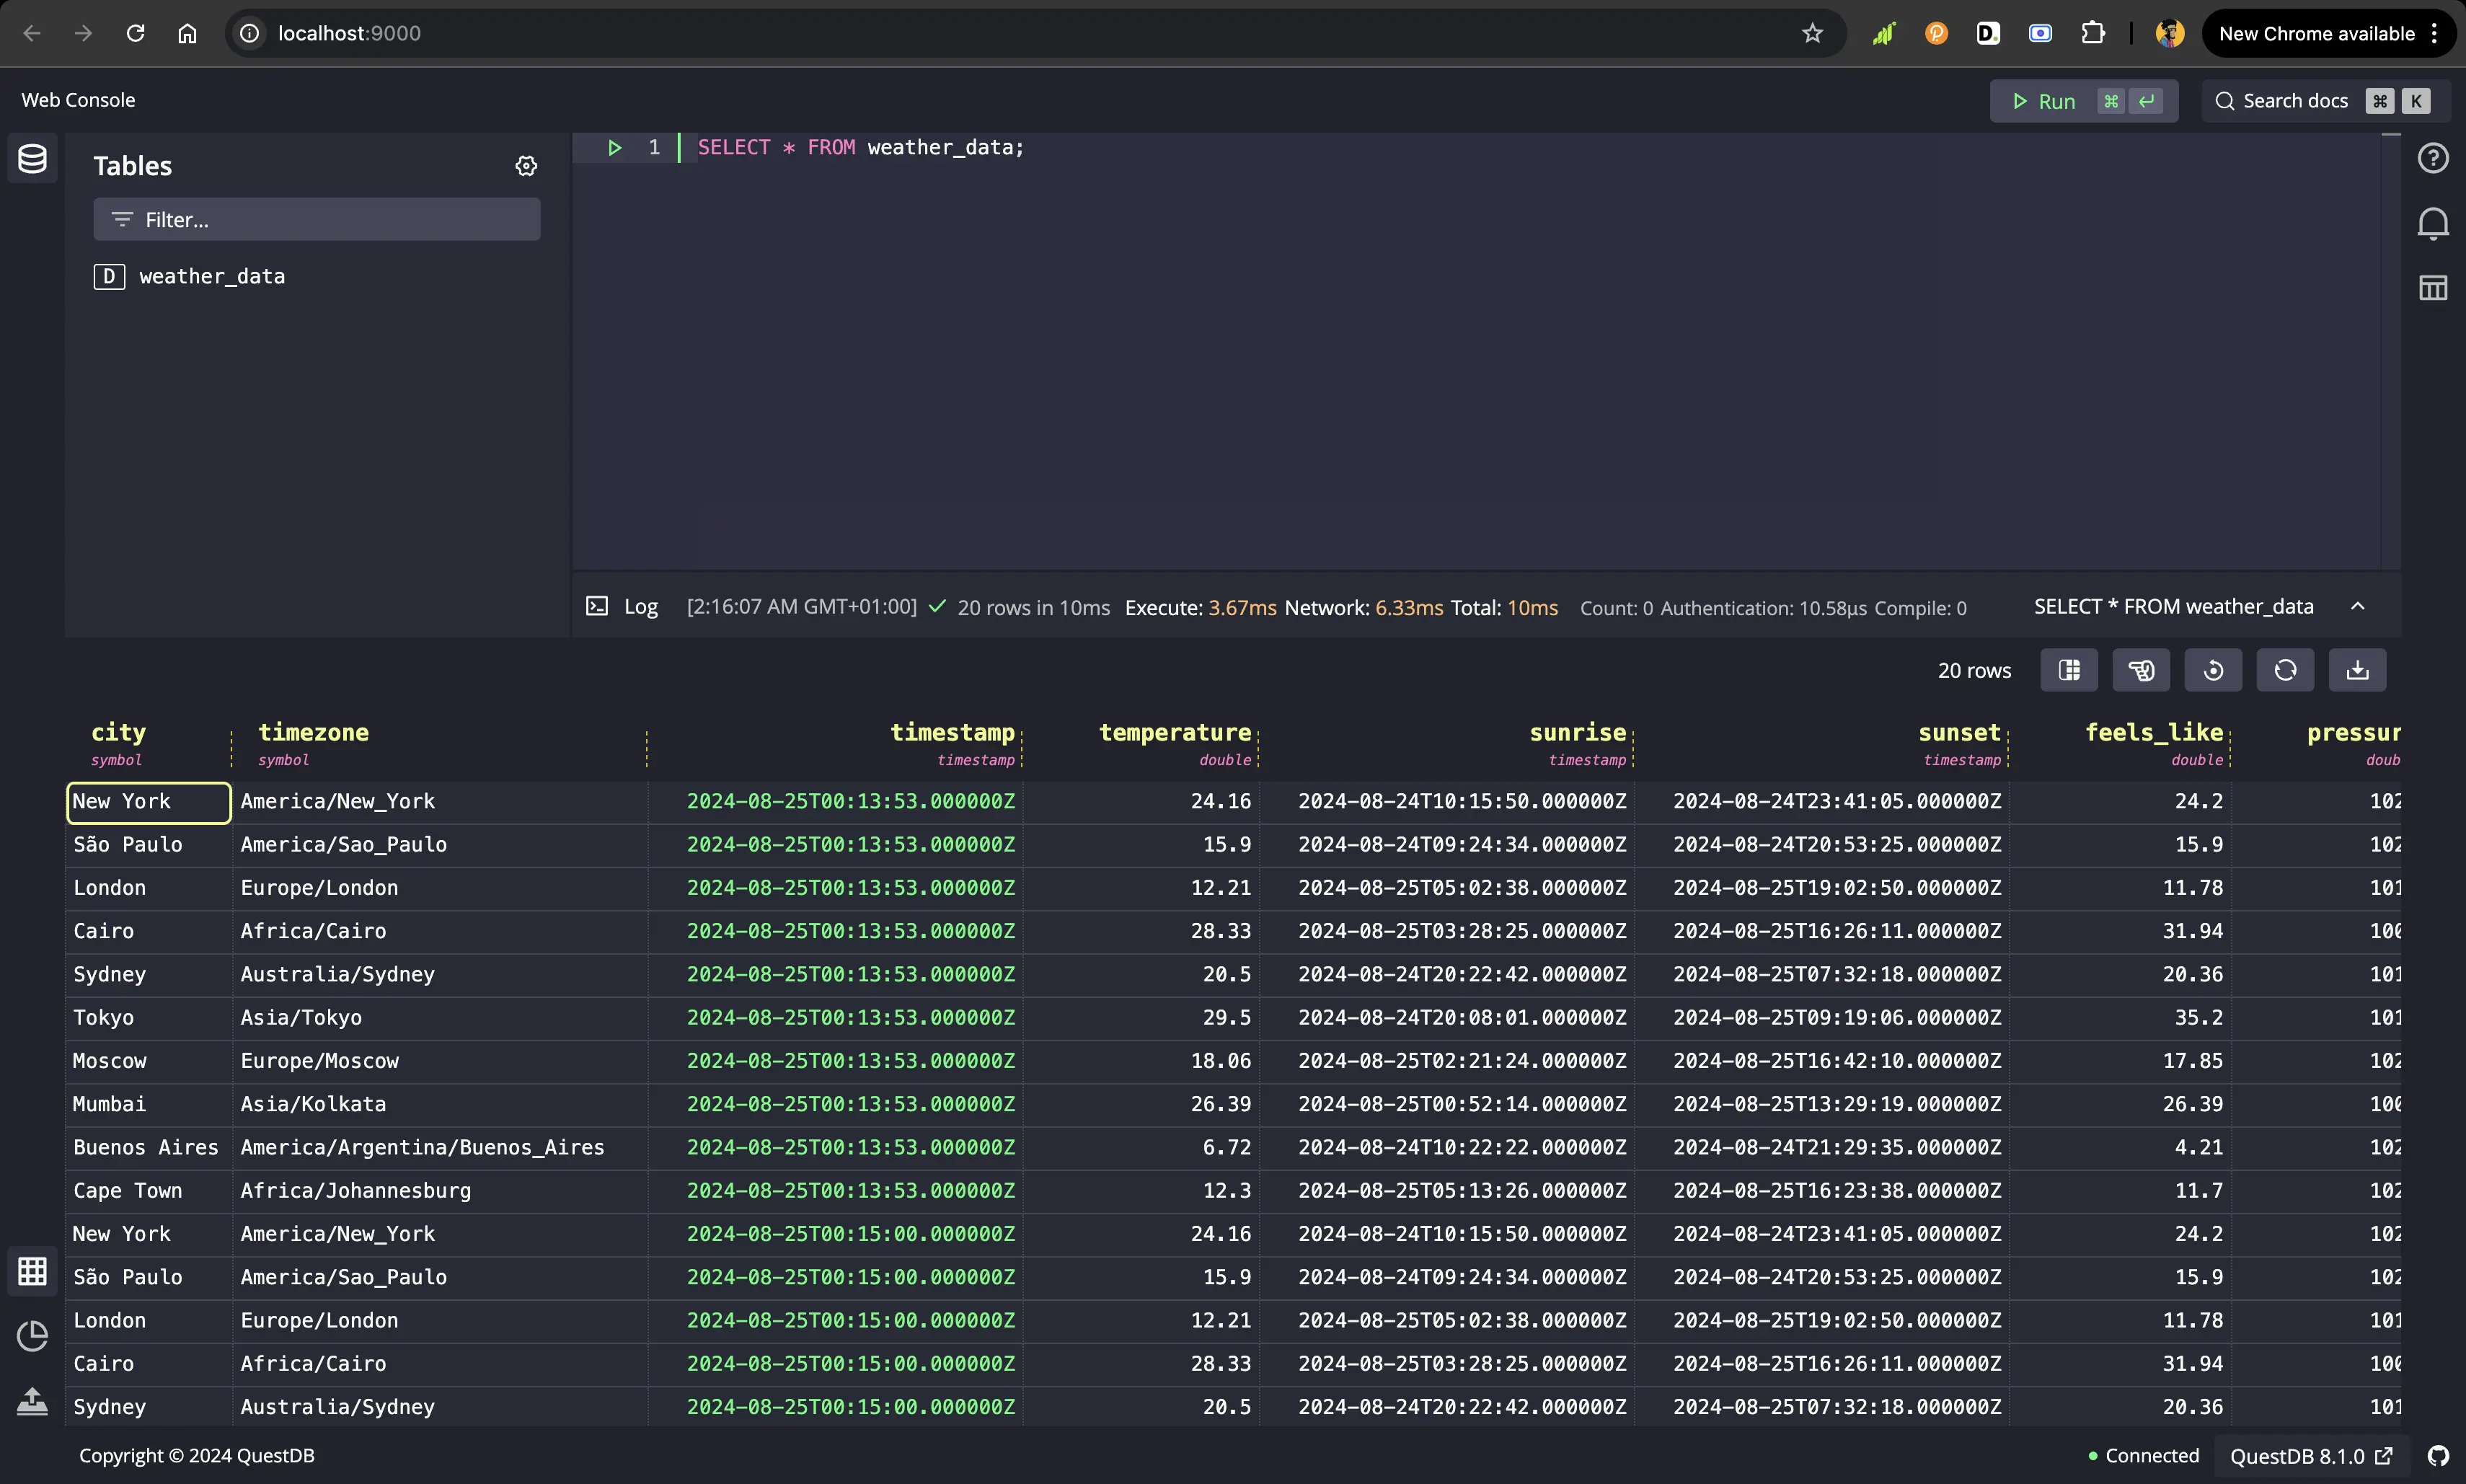 localhost:9000
New Chrome available
Web Console
Run ⌘ ↵
Search docs ⌘ K
Tables
1 SELECT * FROM weather_data;
Filter...
D weather_data
Log [2:16:07 AM GMT+01:00] 20 rows in 10ms Execute: 3.67ms Network: 6.33ms Total: 10ms Count: 0 Authentication: 10.58µs Compile: 0 SELECT * FROM weather_data
20 rows
city timezone timestamp temperature sunrise sunset feels_like pressur
symbol symbol timestamp double timestamp timestamp double doub
New York America/New_York 2024-08-25T00:13:53.000000Z 24.16 2024-08-24T10:15:50.000000Z 2024-08-24T23:41:05.000000Z 24.2 102
São Paulo America/Sao_Paulo 2024-08-25T00:13:53.000000Z 15.9 2024-08-24T09:24:34.000000Z 2024-08-24T20:53:25.000000Z 15.9 102
London Europe/London 2024-08-25T00:13:53.000000Z 12.21 2024-08-25T05:02:38.000000Z 2024-08-25T19:02:50.000000Z 11.78 101
Cairo Africa/Cairo 2024-08-25T00:13:53.000000Z 28.33 2024-08-25T03:28:25.000000Z 2024-08-25T16:26:11.000000Z 31.94 100
Sydney Australia/Sydney 2024-08-25T00:13:53.000000Z 20.5 2024-08-24T20:22:42.000000Z 2024-08-25T07:32:18.000000Z 20.36 101
Tokyo Asia/Tokyo 2024-08-25T00:13:53.000000Z 29.5 2024-08-24T20:08:01.000000Z 2024-08-25T09:19:06.000000Z 35.2 101
Moscow Europe/Moscow 2024-08-25T00:13:53.000000Z 18.06 2024-08-25T02:21:24.000000Z 2024-08-25T16:42:10.000000Z 17.85 102
Mumbai Asia/Kolkata 2024-08-25T00:13:53.000000Z 26.39 2024-08-25T00:52:14.000000Z 2024-08-25T13:29:19.000000Z 26.39 100
Buenos Aires America/Argentina/Buenos_Aires 2024-08-25T00:13:53.000000Z 6.72 2024-08-24T10:22:22.000000Z 2024-08-24T21:29:35.000000Z 4.21 102
Cape Town Africa/Johannesburg 2024-08-25T00:13:53.000000Z 12.3 2024-08-25T05:13:26.000000Z 2024-08-25T16:23:38.000000Z 11.7 102
New York America/New_York 2024-08-25T00:15:00.000000Z 24.16 2024-08-24T10:15:50.000000Z 2024-08-24T23:41:05.000000Z 24.2 102
São Paulo America/Sao_Paulo 2024-08-25T00:15:00.000000Z 15.9 2024-08-24T09:24:34.000000Z 2024-08-24T20:53:25.000000Z 15.9 102
London Europe/London 2024-08-25T00:15:00.000000Z 12.21 2024-08-25T05:02:38.000000Z 2024-08-25T19:02:50.000000Z 11.78 101
Cairo Africa/Cairo 2024-08-25T00:15:00.000000Z 28.33 2024-08-25T03:28:25.000000Z 2024-08-25T16:26:11.000000Z 31.94 100
Sydney Australia/Sydney 2024-08-25T00:15:00.000000Z 20.5 2024-08-24T20:22:42.000000Z 2024-08-25T07:32:18.000000Z 20.36 101
Copyright © 2024 QuestDB
Connected
QuestDB 8.1.0